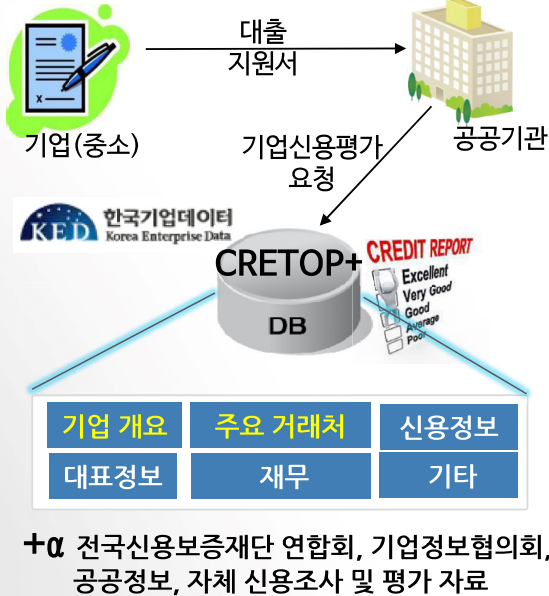 대출
지원서
기업(중소)
공공기관
기업신용평가
요청
KED 한국기업데이터
Korea Enterprise Data
CRETOP+
DB
CREDIT REPORT
Excellent
Very Good
Good
Average
Poor
기업 개요 주요 거래처 신용정보
대표정보 재무 기타
+α 전국신용보증재단 연합회, 기업정보협의회,
공공정보, 자체 신용조사 및 평가 자료